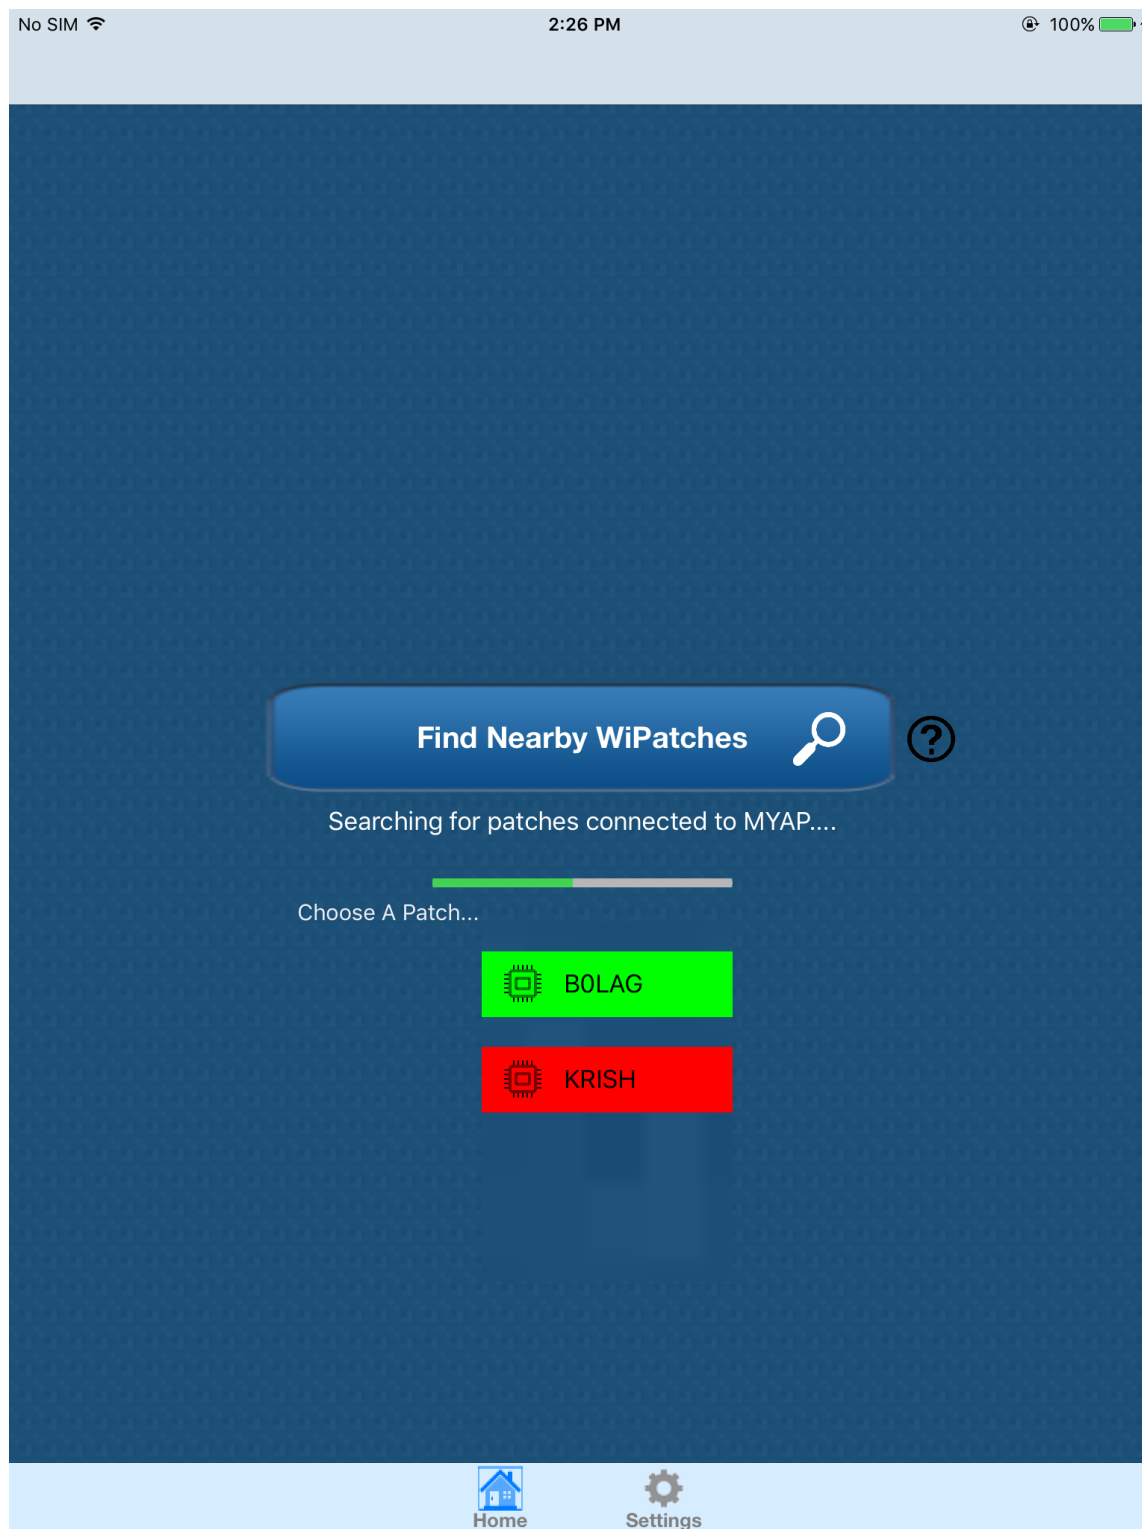 No SIM 2:26 PM 100%
Find Nearby WiPatches
Searching for patches connected to MYAP....
Choose A Patch...
B0LAG
KRISH
Home Settings